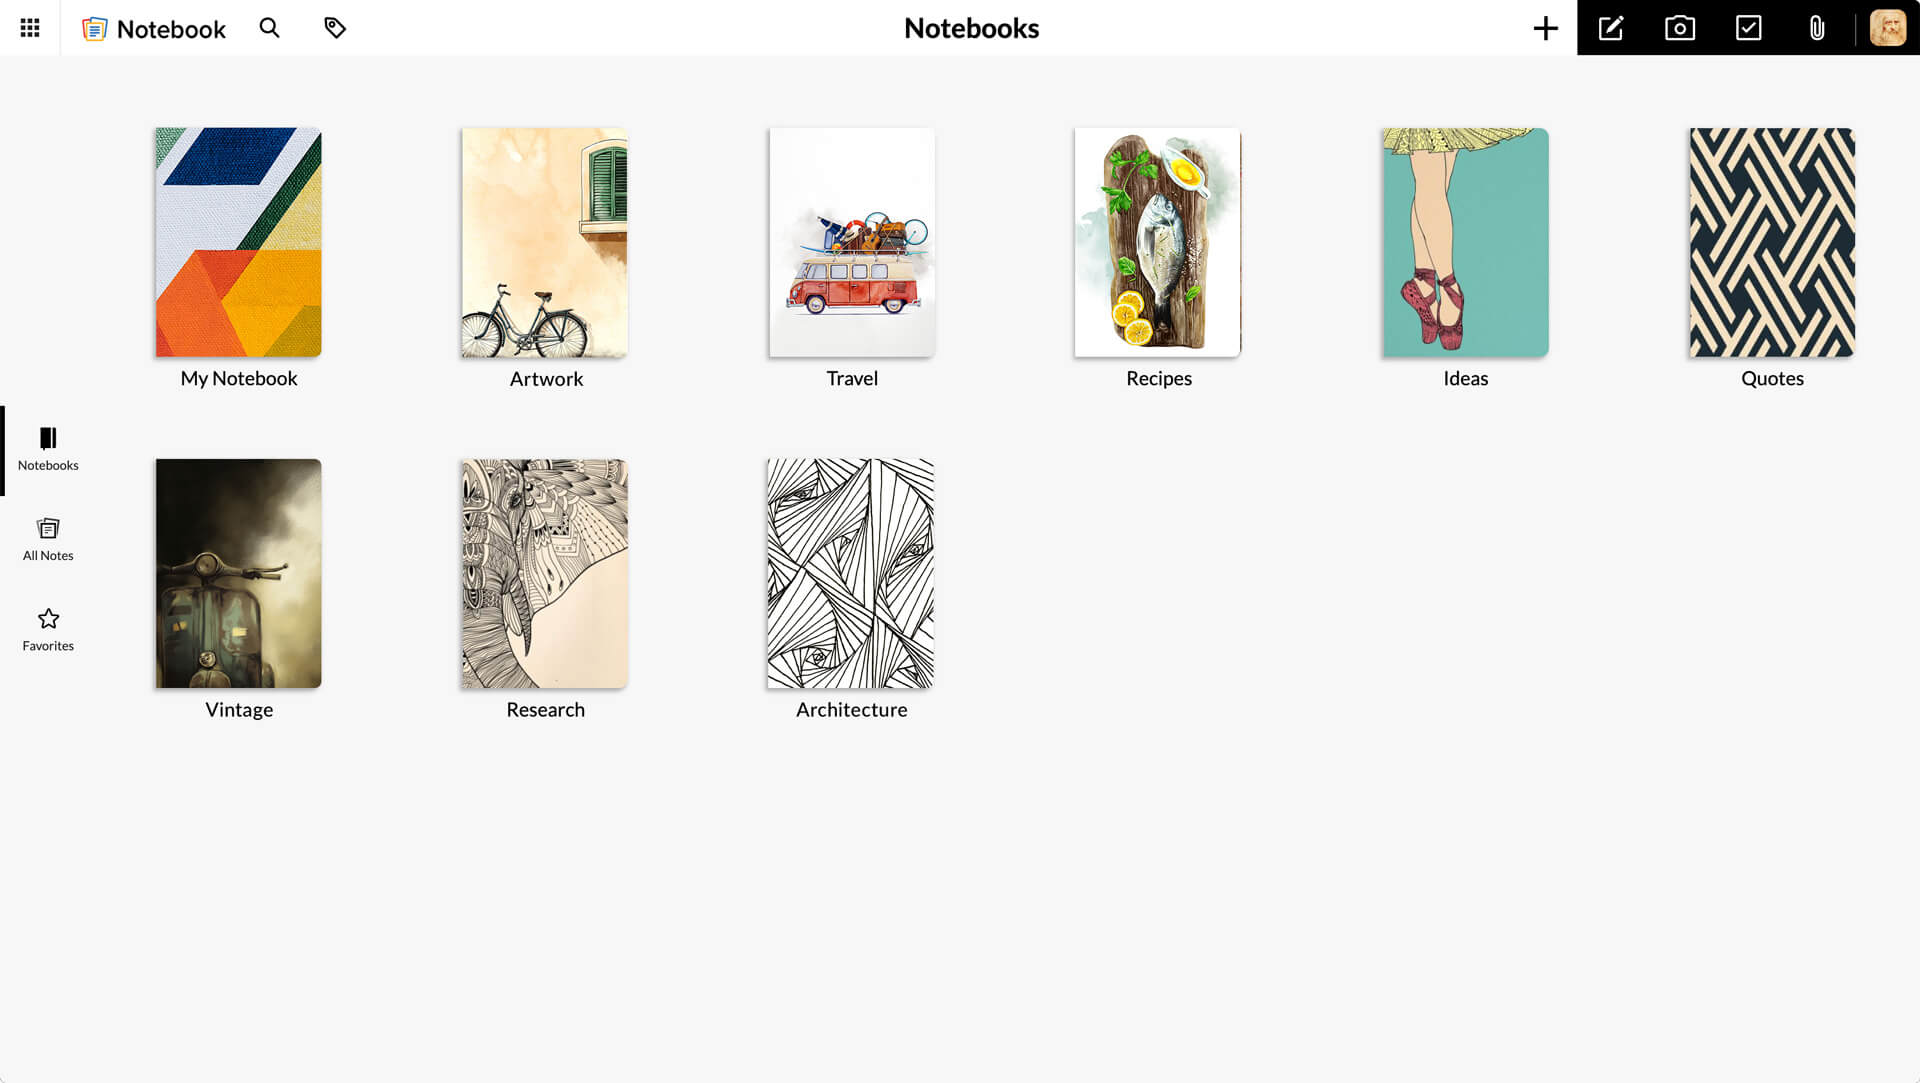 Notebook
Notebooks
My Notebook
Artwork
Travel
Recipes
Ideas
Quotes
Notebooks
All Notes
Favorites
Vintage
Research
Architecture